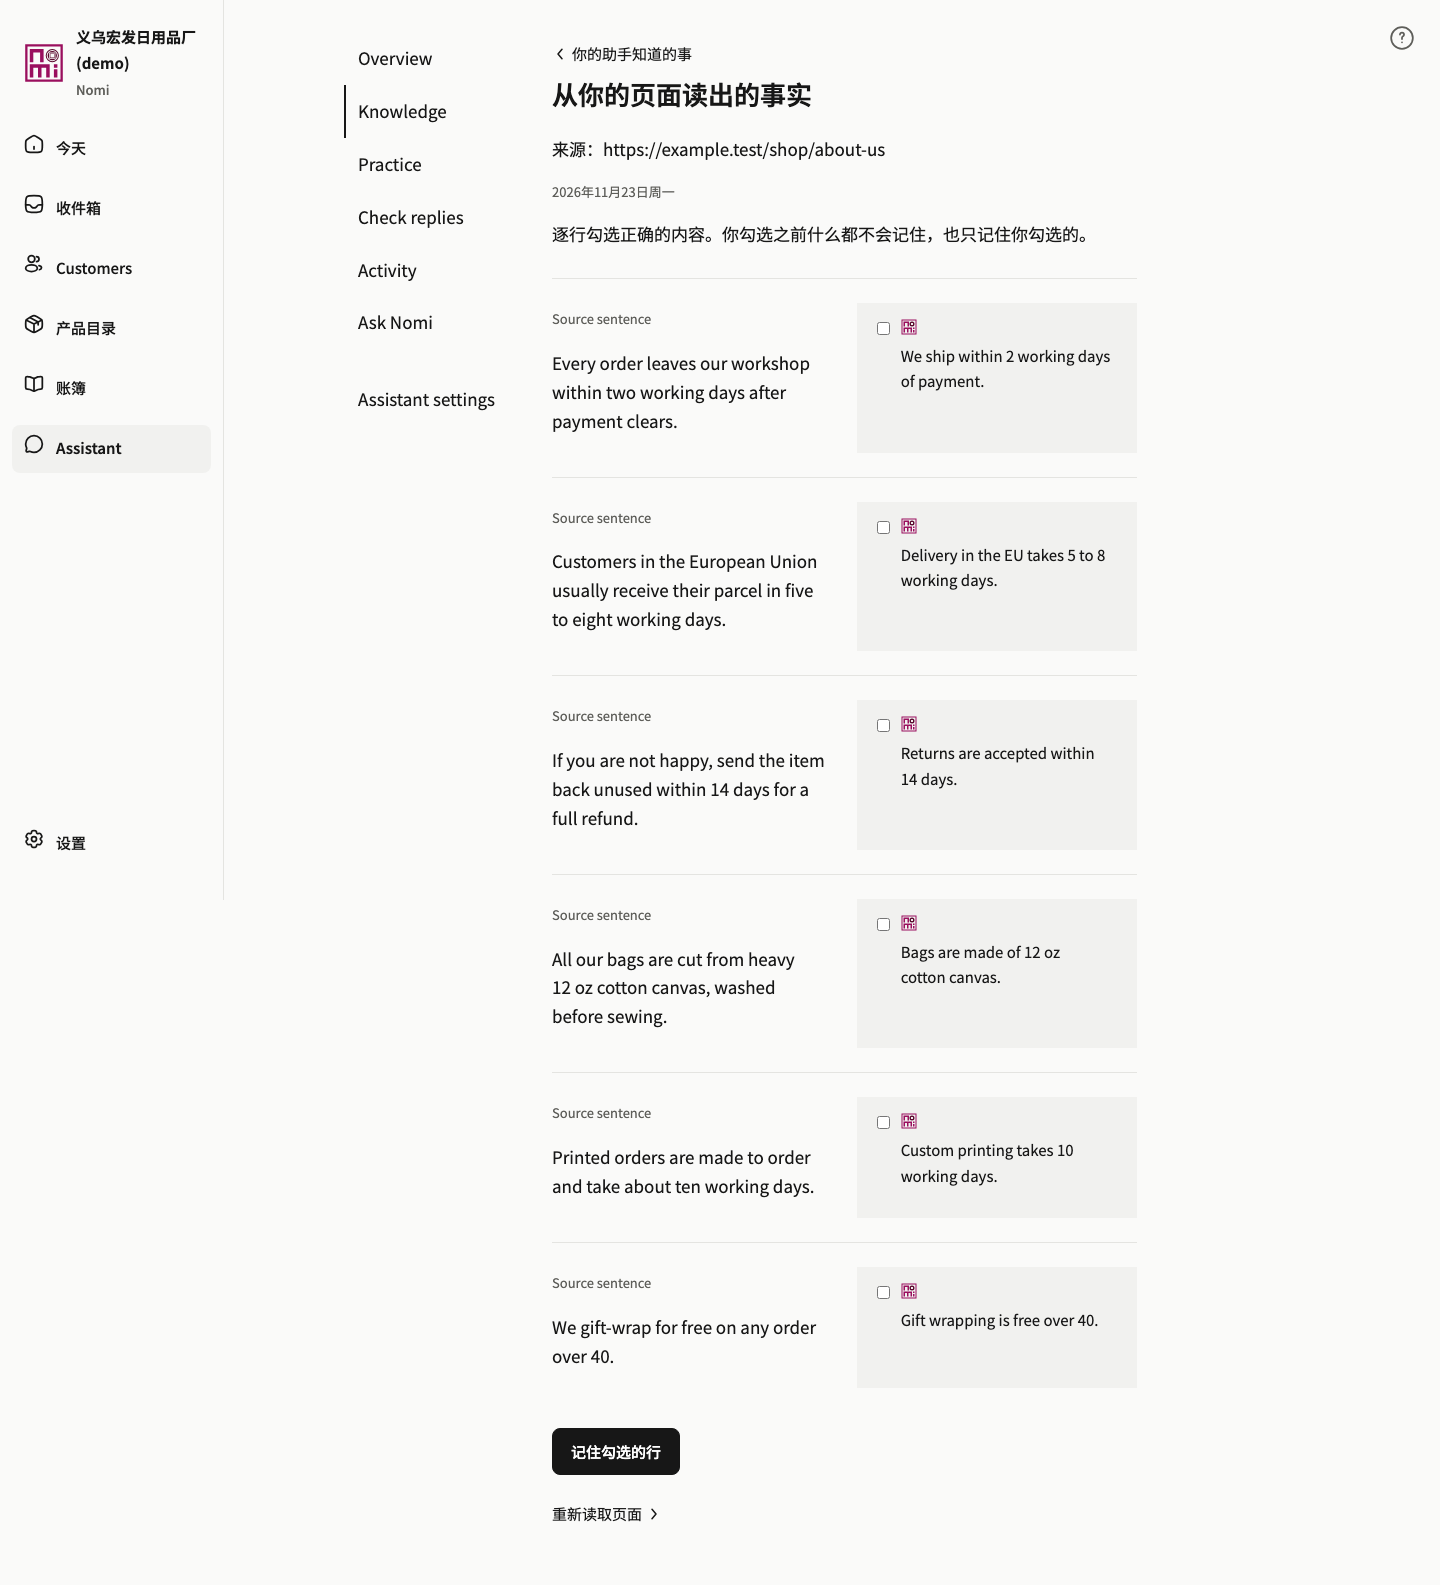 义乌宏发日用品厂
(demo)
Nomi
今天
收件箱
Customers
产品目录
账簿
Assistant
设置
Overview
Knowledge
Practice
Check replies
Activity
Ask Nomi
Assistant settings
你的助手知道的事
从你的页面读出的事实
来源：https://example.test/shop/about-us
2026年11月23日周一
逐行勾选正确的内容。你勾选之前什么都不会记住，也只记住你勾选的。
Source sentence
Every order leaves our workshop
within two working days after
payment clears.
We ship within 2 working days
of payment.
Source sentence
Customers in the European Union
usually receive their parcel in five
to eight working days.
Delivery in the EU takes 5 to 8
working days.
Source sentence
If you are not happy, send the item
back unused within 14 days for a
full refund.
Returns are accepted within
14 days.
Source sentence
All our bags are cut from heavy
12 oz cotton canvas, washed
before sewing.
Bags are made of 12 oz
cotton canvas.
Source sentence
Printed orders are made to order
and take about ten working days.
Custom printing takes 10
working days.
Source sentence
We gift-wrap for free on any order
over 40.
Gift wrapping is free over 40.
记住勾选的行
重新读取页面